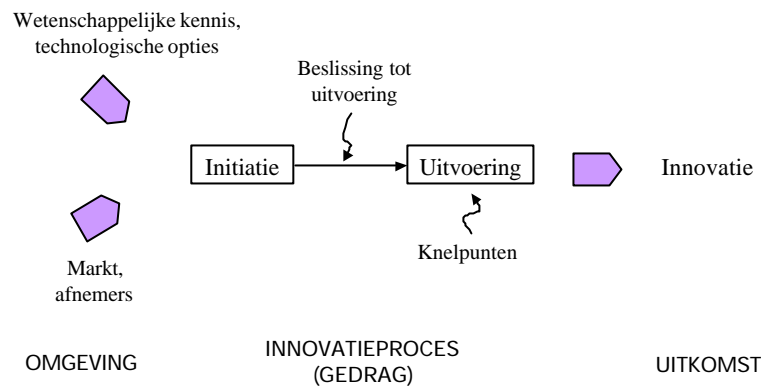 Wetenschappelijke kennis,
technologische opties
Beslissing tot
uitvoering
Initiatie
Uitvoering
Innovatie
Knelpunten
Markt,
afnemers
OMGEVING
INNOVATIEPROCES
(GEDRAG)
UITKOMST